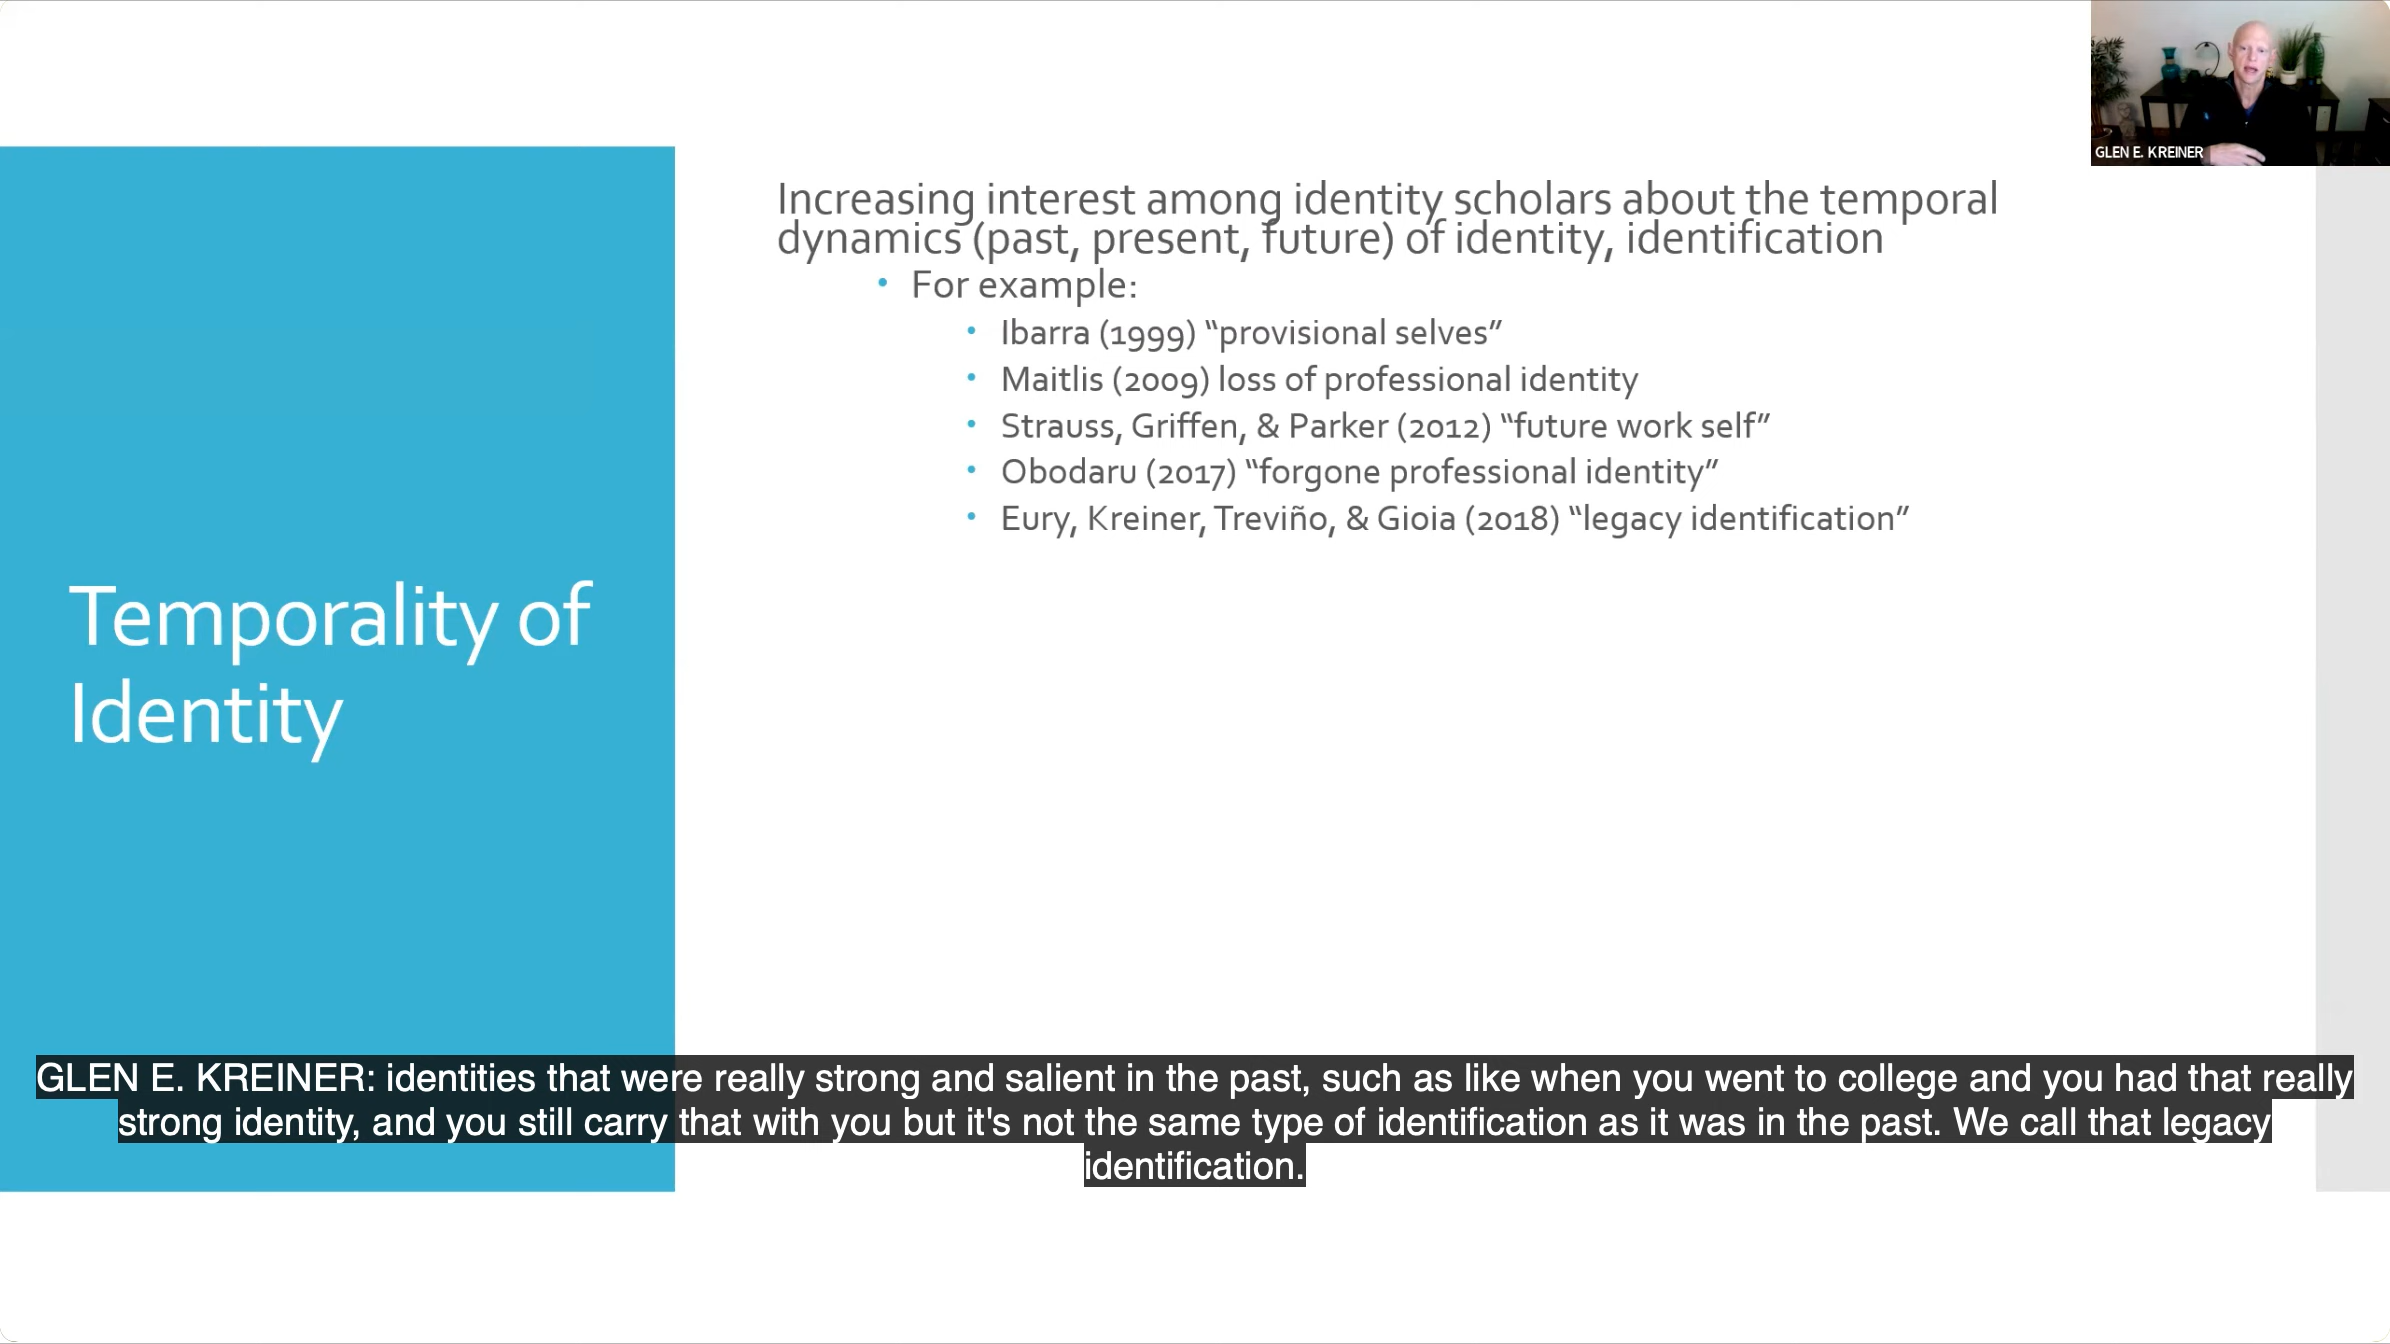 GLEN E. KREINER
Increasing interest among identity scholars about the temporal
dynamics (past, present, future) of identity, identification
• For example:
• Ibarra (1999) “provisional selves”
• Maitlis (2009) loss of professional identity
• Strauss, Griffen, & Parker (2012) “future work self”
• Obodaru (2017) “forgone professional identity”
• Eury, Kreiner, Treviño, & Gioia (2018) “legacy identification”
Temporality of
Identity
GLEN E. KREINER: identities that were really strong and salient in the past, such as like when you went to college and you had that really
strong identity, and you still carry that with you but it's not the same type of identification as it was in the past. We call that legacy
identification.